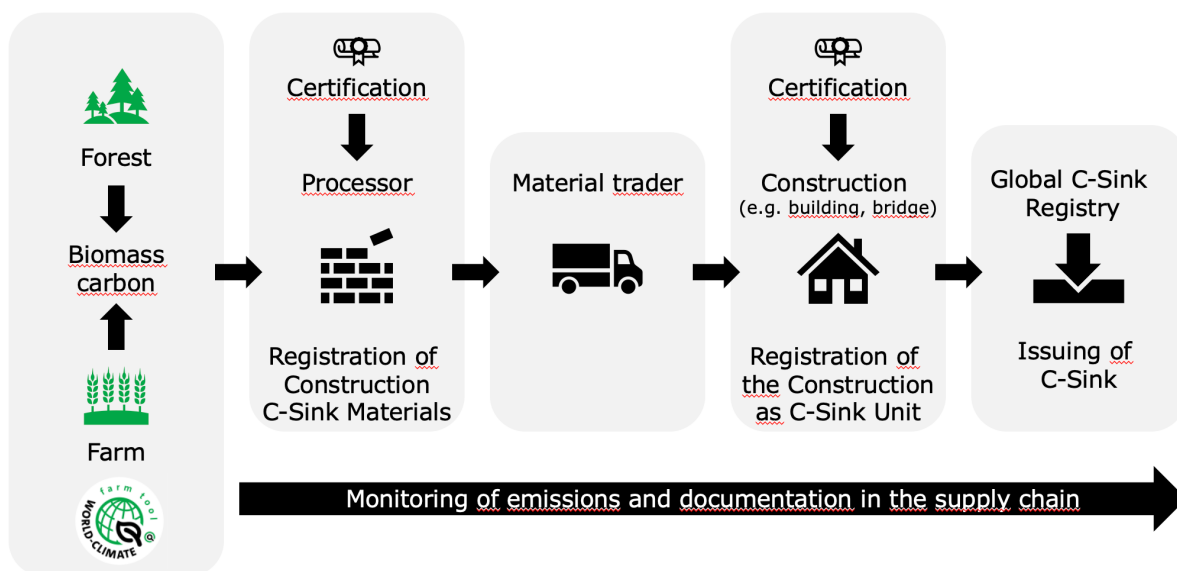 Forest
Biomass
carbon
Farm
farm tool
WORLD-CLIMATE
Certification
Processor
Registration of
Construction
C-Sink Materials
Material trader
Certification
Construction
(e.g. building, bridge)
Registration of
the Construction
as C-Sink Unit
Global C-Sink
Registry
Issuing of
C-Sink
Monitoring of emissions and documentation in the supply chain